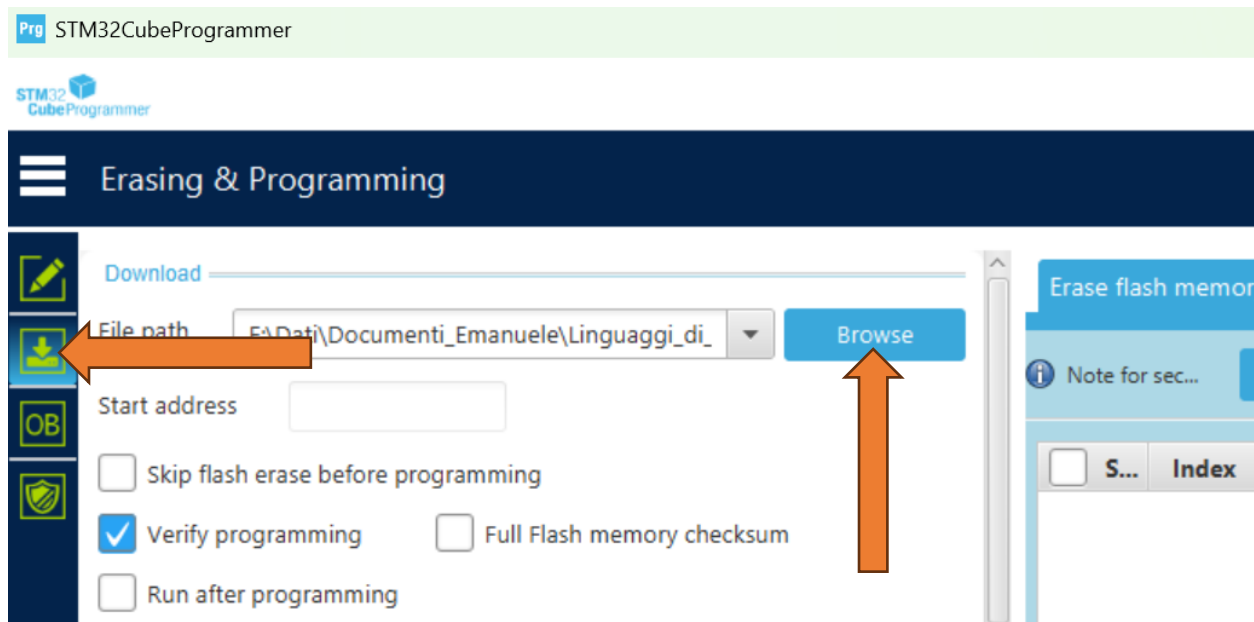 Prg STM32CubeProgrammer
STM32
CubeProgrammer
Erasing & Programming
Download
File path E:\Dati\Documenti_Emanuele\Linguaggi_di_ Browse
Start address
Skip flash erase before programming
Verify programming Full Flash memory checksum
Run after programming
OB
Erase flash memor
Note for sec...
S... Index